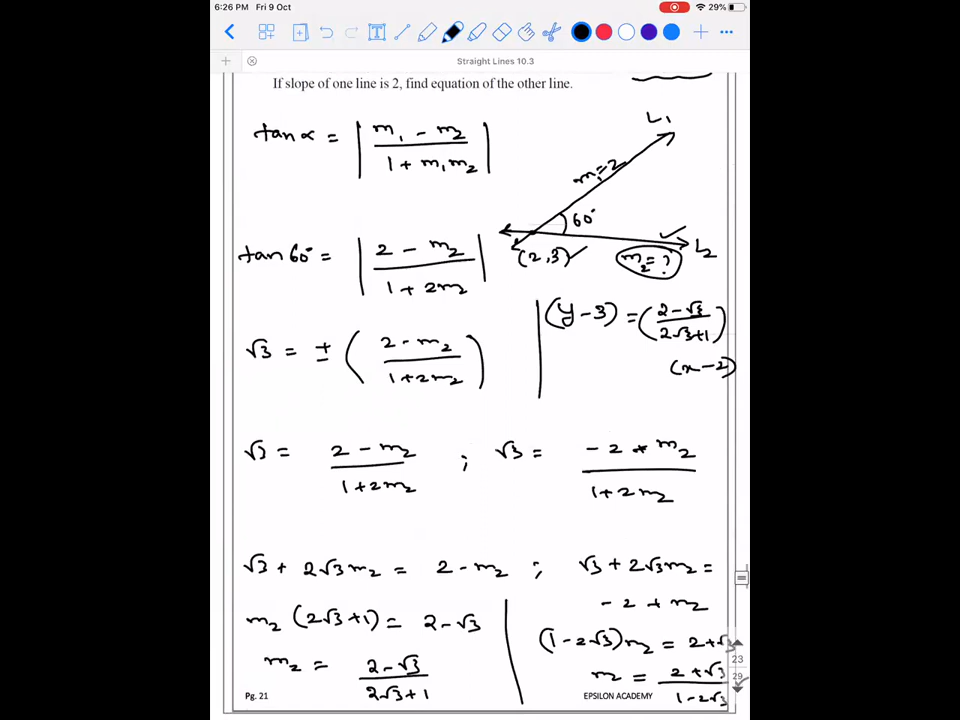 6:26 PM Fri 9 Oct 29%
Straight Lines 10.3
If slope of one line is 2, find equation of the other line.
tan α = | m₁ - m₂ / 1 + m₁m₂ |
L₁
m₁=2
60°
L₂
(2,3)
m₂=?
tan 60° = | 2 - m₂ / 1 + 2m₂ |
(y-3) = (2-√3 / 2√3+1)
(x-2)
√3 = ± (2 - m₂ / 1+2m₂)
√3 = 2 - m₂ / 1+2m₂ ; √3 = -2 + m₂ / 1+2m₂
√3 + 2√3m₂ = 2 - m₂ ; √3 + 2√3m₂ =
-2 + m₂
m₂ (2√3+1) = 2-√3
(1-2√3)m₂ = 2+√3
m₂ = 2-√3 / 2√3+1
m₂ = 2+√3 / 1-2√3
23
29
Pg. 21 EPSILON ACADEMY